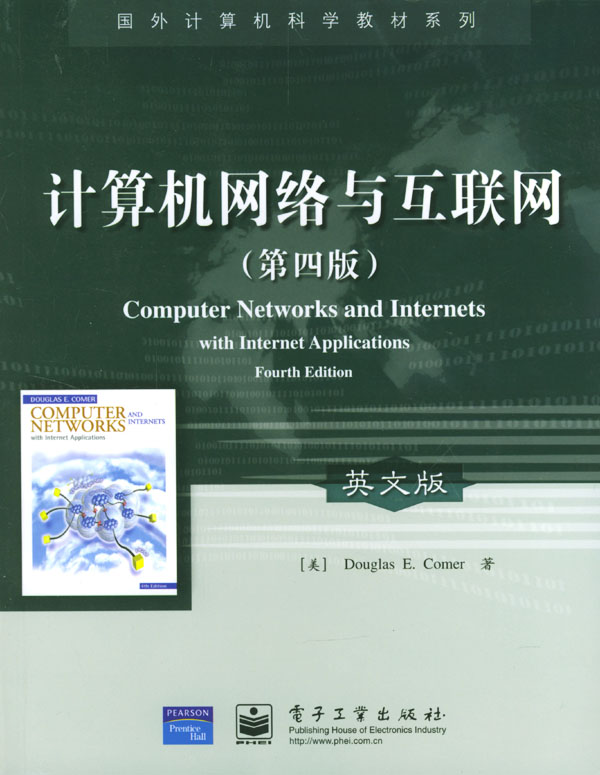 国外计算机科学教材系列
计算机网络与互联网
（第四版）
Computer Networks and Internets
with Internet Applications
Fourth Edition
DOUGLAS E. COMER
COMPUTER
NETWORKS
AND
INTERNETS
with Internet Applications
4th Edition
英文版
[美] Douglas E. Comer 著
PEARSON
Prentice
Hall
PHEI
電子工業出版社
Publishing House of Electronics Industry
http://www.phei.com.cn